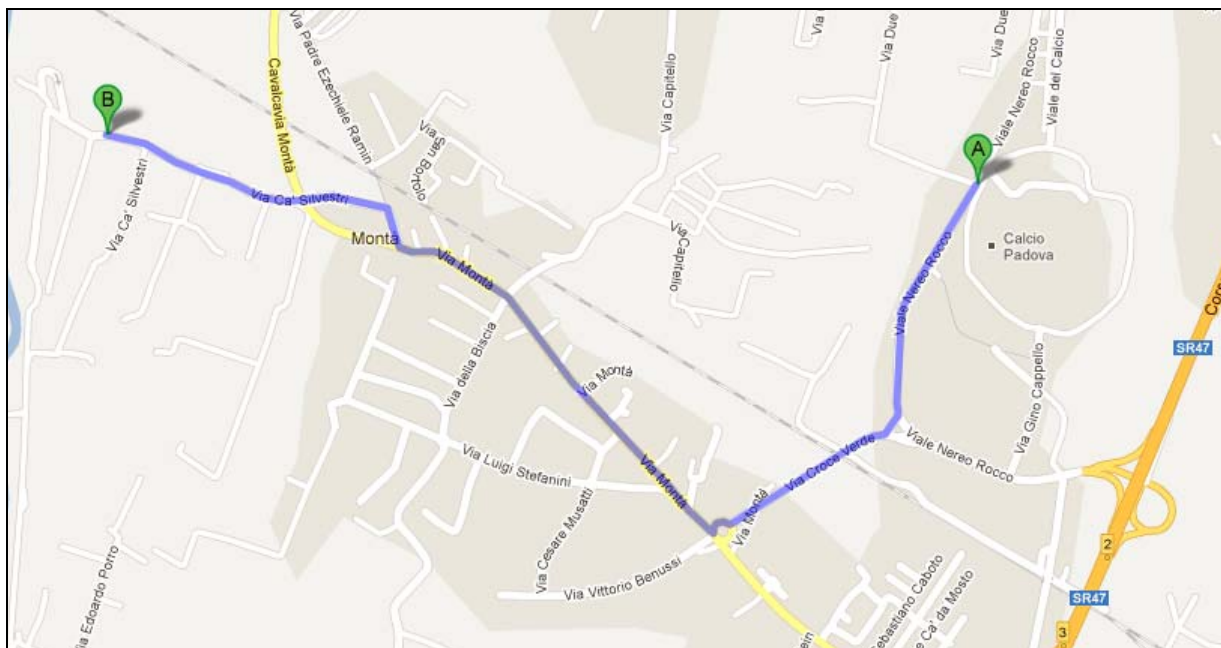 Via Padre Ezechiele Ramin
Cavalcavia Montà
Via Capitello
Via Due
Via Due
Viale Nereo Rocco
Viale del Calcio
B
Via San Bortolo
A
Via Ca' Silvestri
Via Ca' Silvestri
Montà
Via Capitello
Calcio
Padova
Viale Nereo Rocco
Via Montà
SR47
Via della Biscia
Via Montà
Via Gino Cappello
Viale Nereo Rocco
Via Croce Verde
Via Luigi Stefanini
Via Montà
Via Montà
Via Cesare Musatti
Via Vittorio Benussi
2
Via Edoardo Porro
Sebastiano Caboto
Ca' da Mosto
SR47
3